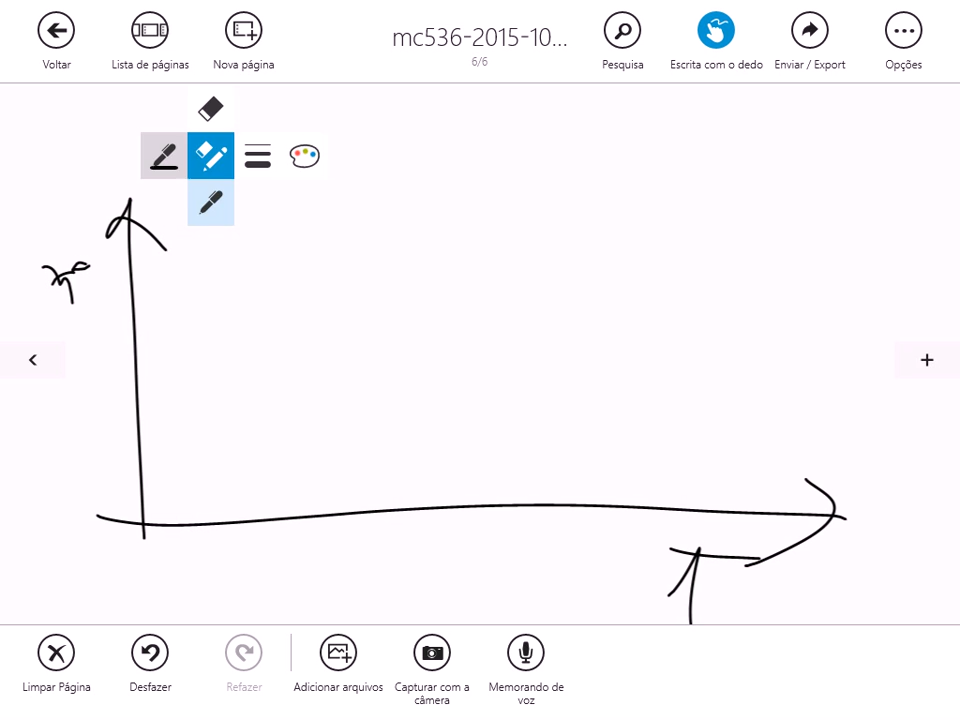 mc536-2015-10...
6/6
Voltar
Lista de páginas
Nova página
Pesquisa
Escrita com o dedo
Enviar / Export
Opções
Limpar Página
Desfazer
Refazer
Adicionar arquivos
Capturar com a
câmera
Memorando de
voz